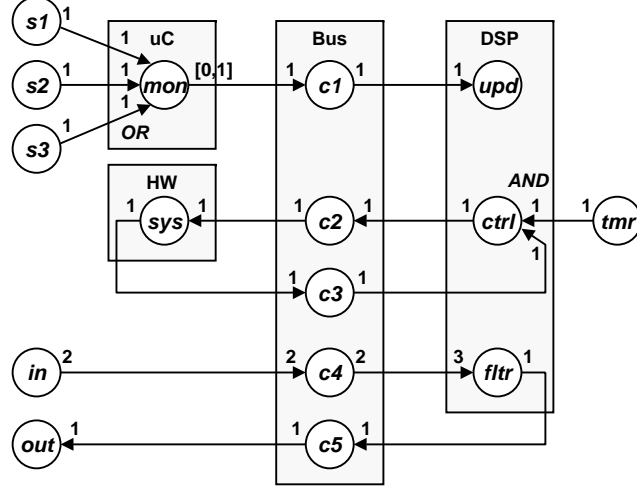 s1 1
uC Bus DSP
1 [0,1]
s2 1 1 mon 1 c1 1 1 upd
1
s3 1 OR
HW AND
1 sys 1 1 c2 1 1 ctrl 1 1 tmr
1
1 c3 1
in 2 2 c4 2 3 fltr 1
out 1 1 c5 1